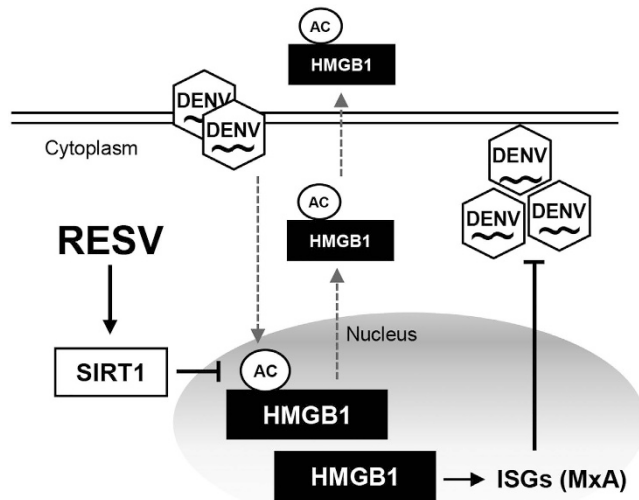 AC
HMGB1
DENV
DENV
Cytoplasm
DENV
AC
HMGB1
DENV
DENV
RESV
Nucleus
SIRT1
AC
HMGB1
HMGB1
ISGs (MxA)